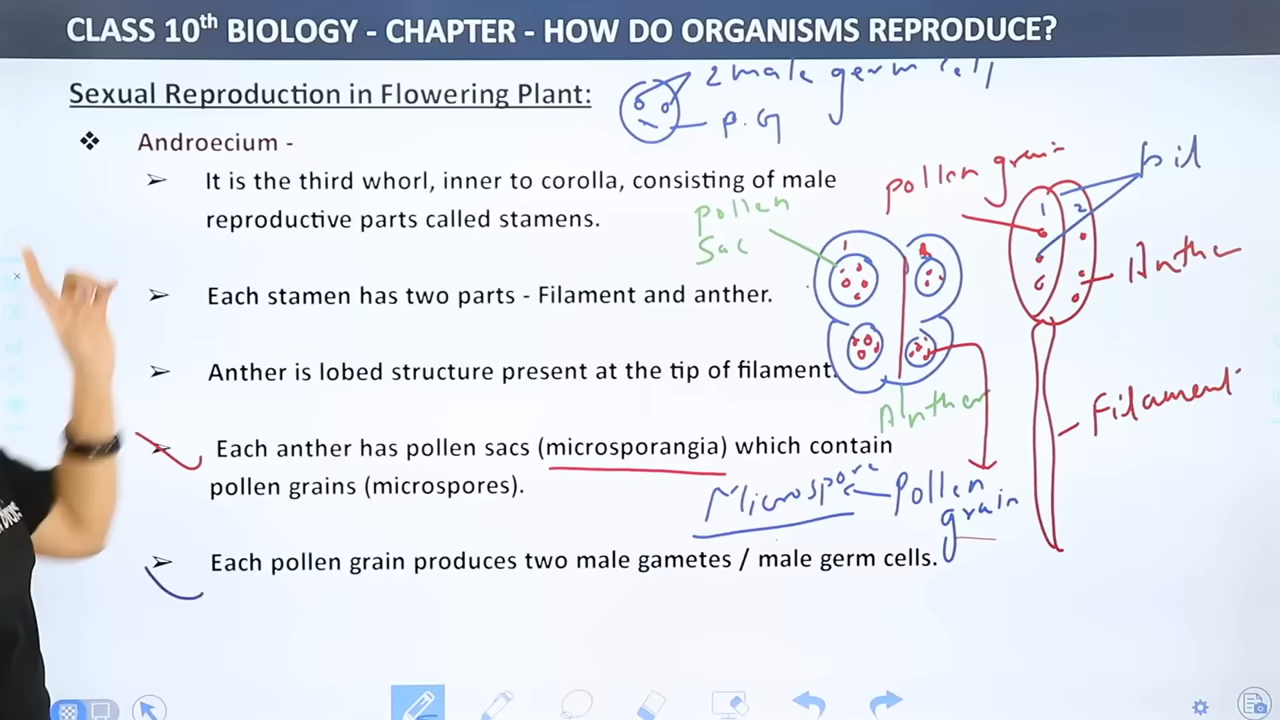 CLASS 10th BIOLOGY - CHAPTER - HOW DO ORGANISMS REPRODUCE?
Sexual Reproduction in Flowering Plant:
2 male germ cell
P.G
❖ Androecium -
➢ It is the third whorl, inner to corolla, consisting of male
reproductive parts called stamens.
pollen grain
1 2
Pollen
Sac
1
Anther
➢ Each stamen has two parts - Filament and anther.
➢ Anther is lobed structure present at the tip of filament.
Anther
Filament
➢ Each anther has pollen sacs (microsporangia) which contain
pollen grains (microspores).
Microspore
Pollen
grain
➢ Each pollen grain produces two male gametes / male germ cells.